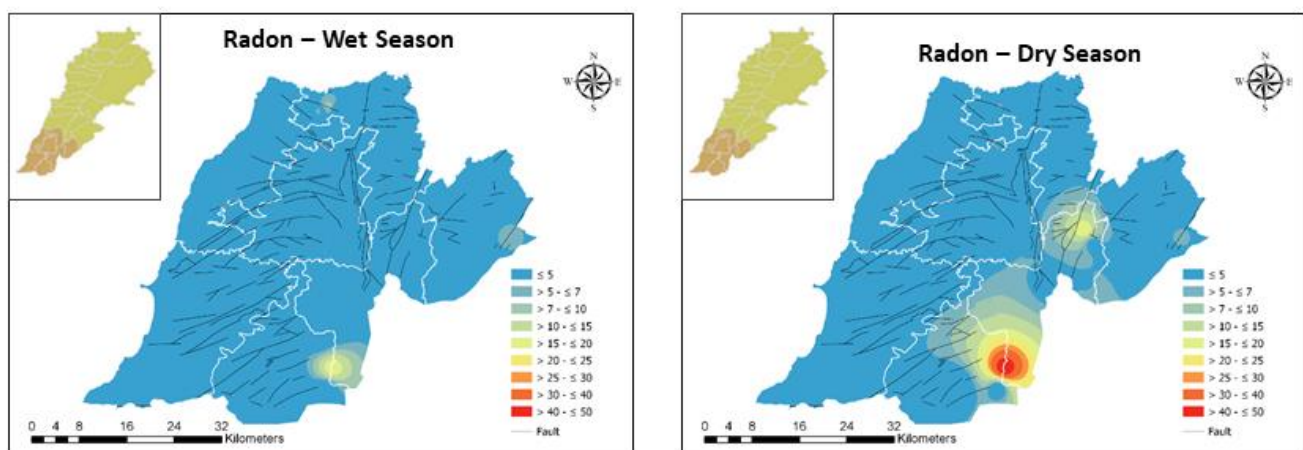 Radon – Wet Season
N
W E
S
≤ 5
> 5 - ≤ 7
> 7 - ≤ 10
> 10 - ≤ 15
> 15 - ≤ 20
> 20 - ≤ 25
> 25 - ≤ 30
> 30 - ≤ 40
> 40 - ≤ 50
Fault
0 4 8 16 24 32
Kilometers
Radon – Dry Season
N
W E
S
≤ 5
> 5 - ≤ 7
> 7 - ≤ 10
> 10 - ≤ 15
> 15 - ≤ 20
> 20 - ≤ 25
> 25 - ≤ 30
> 30 - ≤ 40
> 40 - ≤ 50
Fault
0 4 8 16 24 32
Kilometers